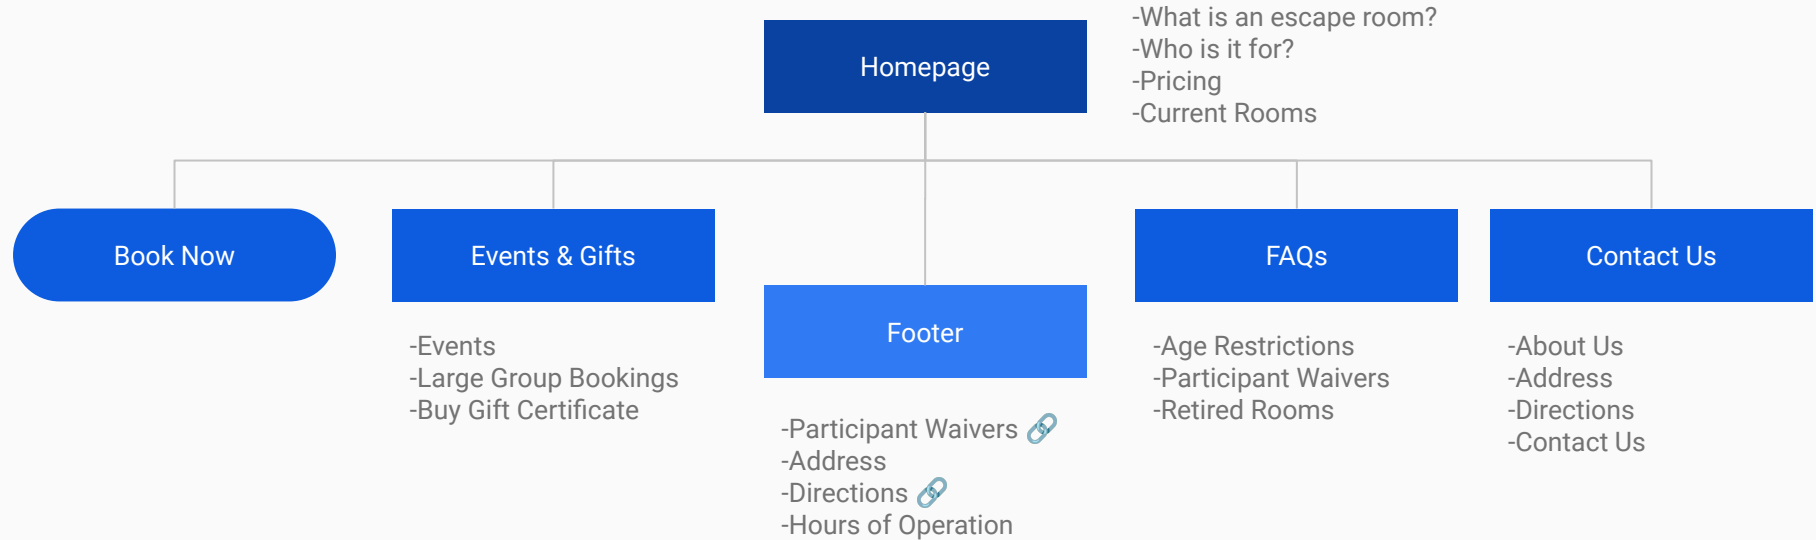 Homepage
-What is an escape room?
-Who is it for?
-Pricing
-Current Rooms
Book Now
Events & Gifts
-Events
-Large Group Bookings
-Buy Gift Certificate
Footer
-Participant Waivers 🔗
-Address
-Directions 🔗
-Hours of Operation
FAQs
-Age Restrictions
-Participant Waivers
-Retired Rooms
Contact Us
-About Us
-Address
-Directions
-Contact Us